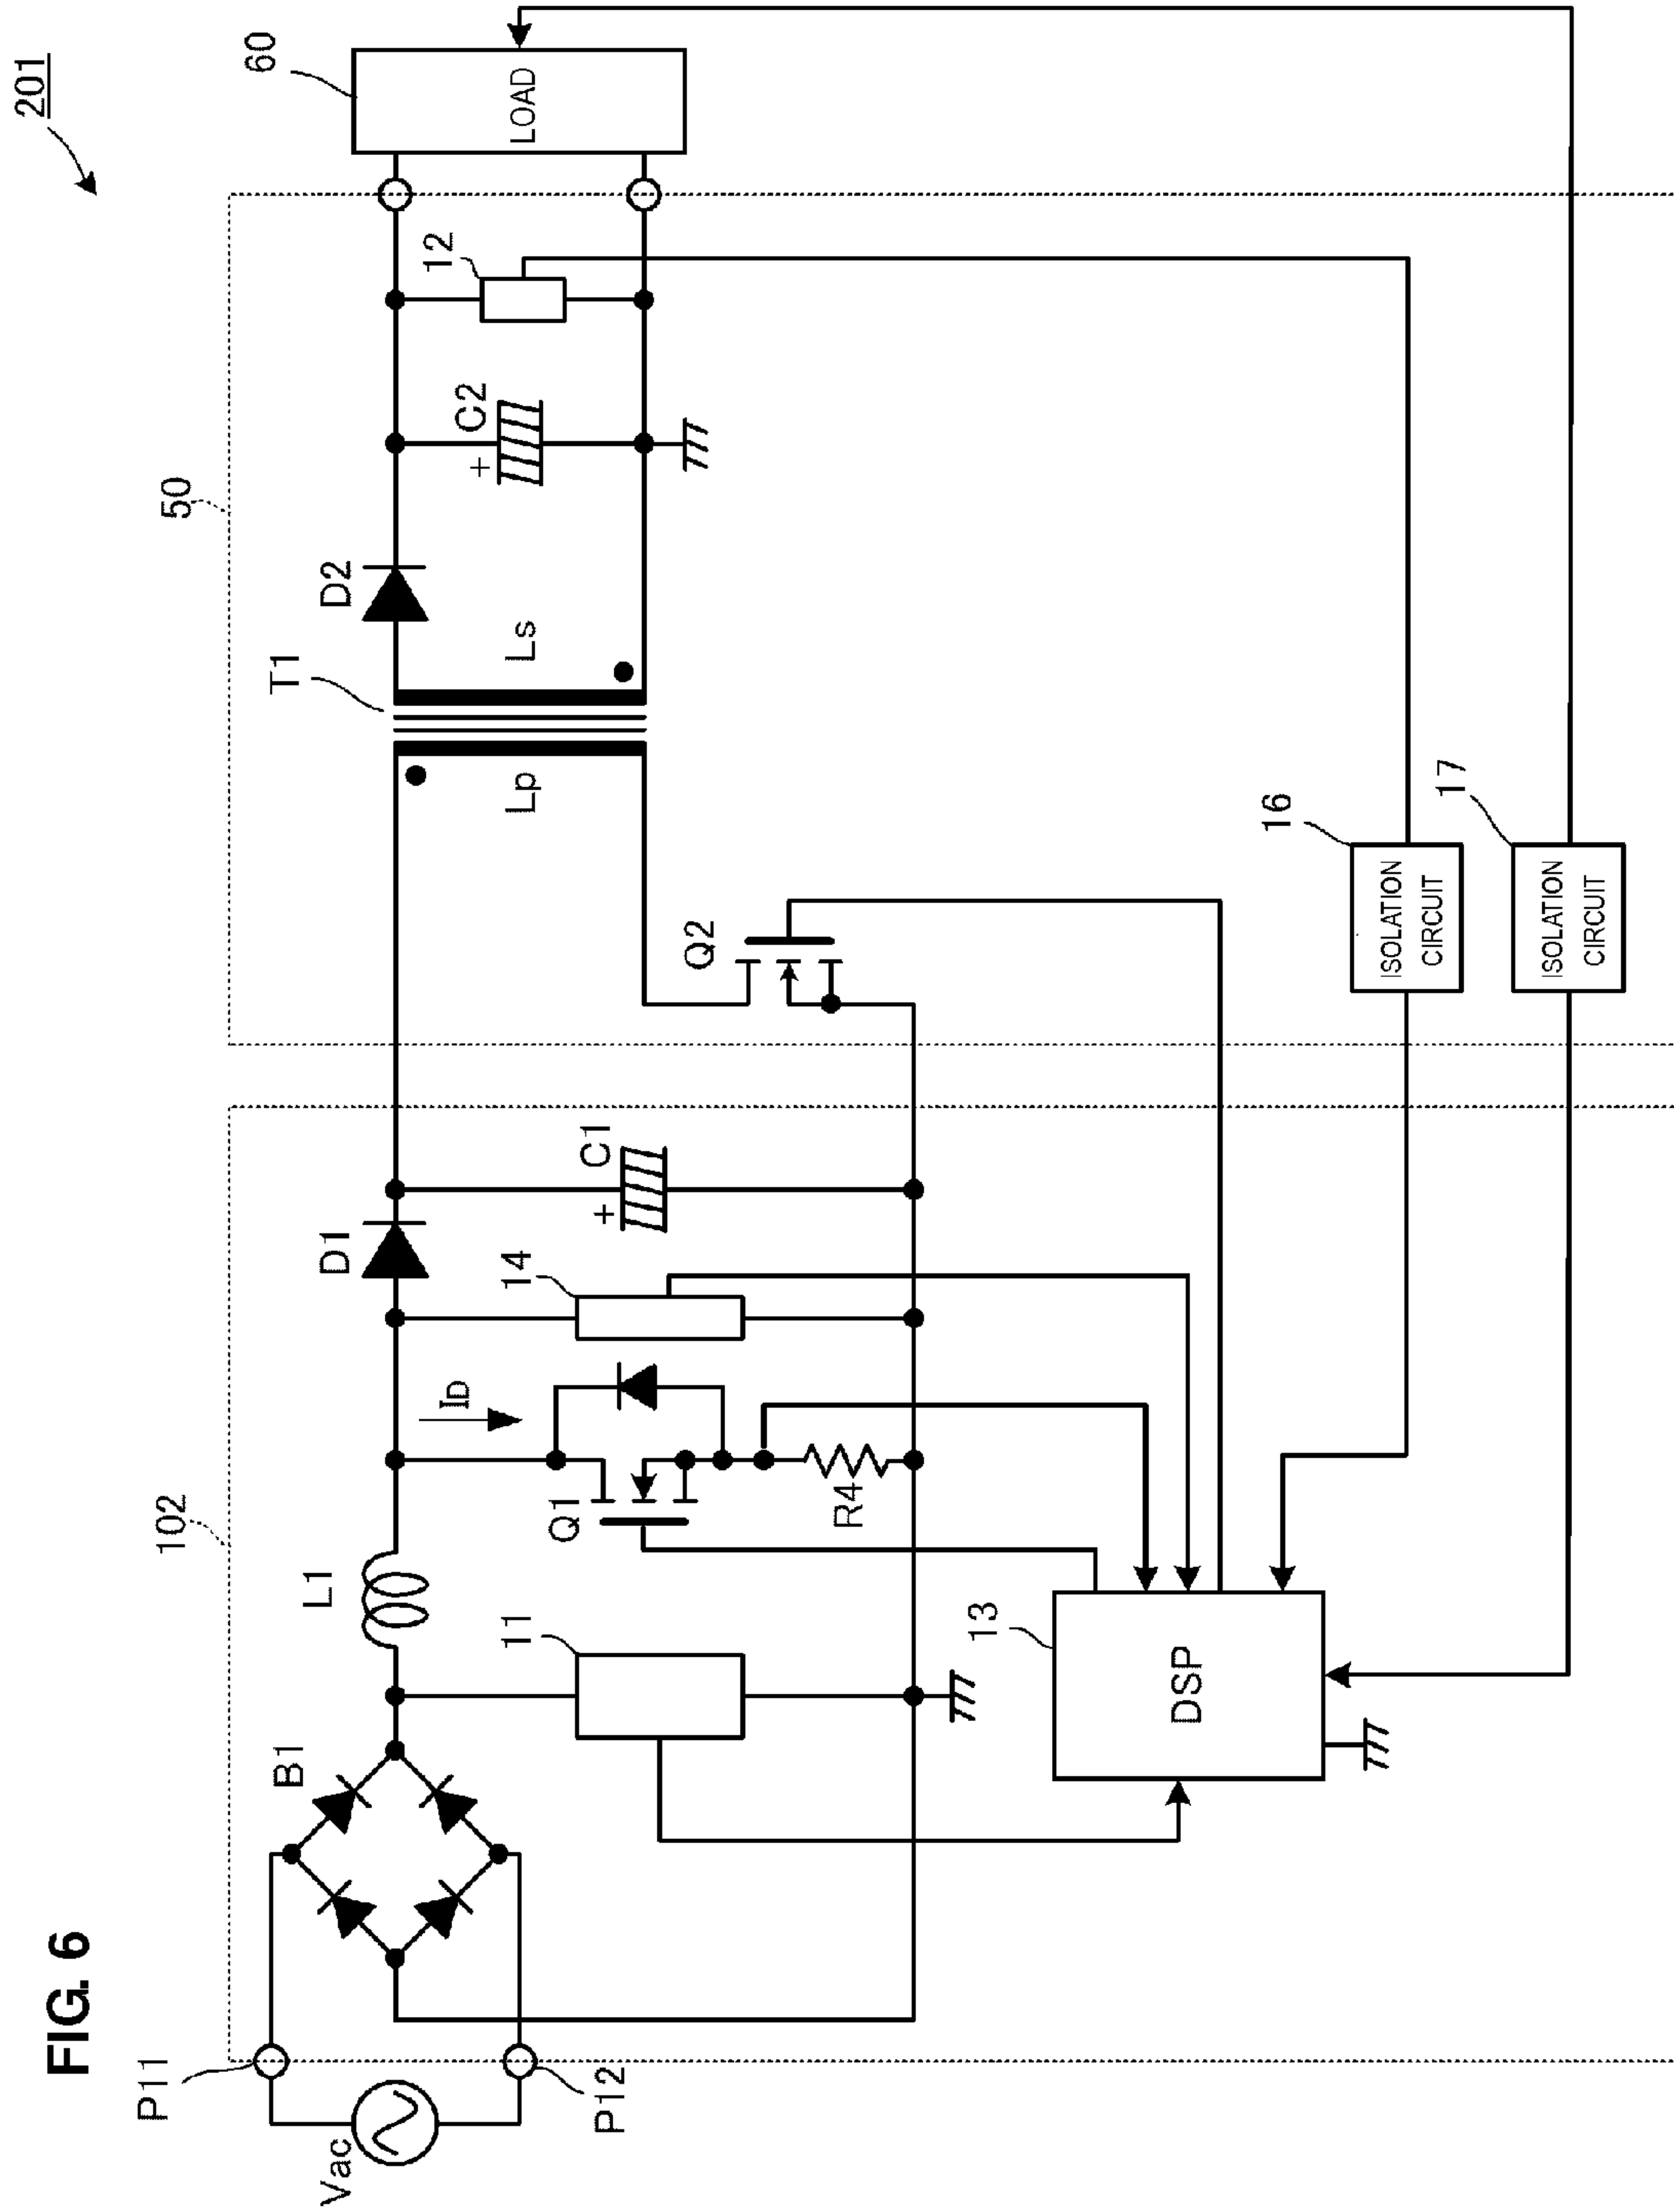 FIG. 6
201
102
50
60
P11
P12
Vac
B1
L1
D1
T1
D2
11
Q1
ID
14
C1
+
Lp
Ls
C2
+
12
LOAD
R4
Q2
13
DSP
16
ISOLATION
CIRCUIT
17
ISOLATION
CIRCUIT